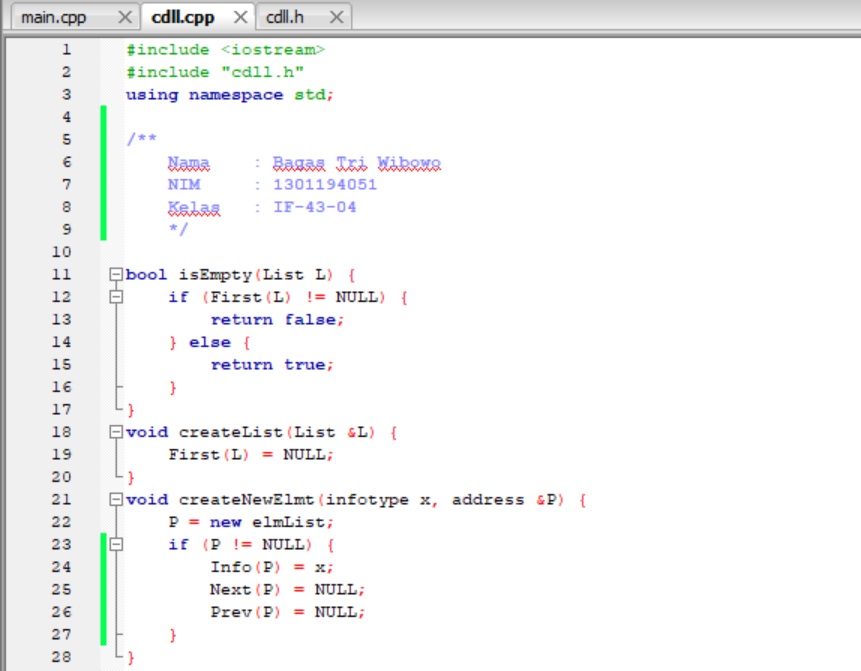 main.cpp cdll.cpp cdll.h
1 #include <iostream>
2 #include "cdll.h"
3 using namespace std;
4
5 /**
6     Nama    : Bagas Tri Wibowo
7     NIM     : 1301194051
8     Kelas   : IF-43-04
9     */
10
11 bool isEmpty(List L) {
12     if (First(L) != NULL) {
13         return false;
14     } else {
15         return true;
16     }
17 }
18 void createList(List &L) {
19     First(L) = NULL;
20 }
21 void createNewElmt(infotype x, address &P) {
22     P = new elmList;
23     if (P != NULL) {
24         Info(P) = x;
25         Next(P) = NULL;
26         Prev(P) = NULL;
27     }
28 }